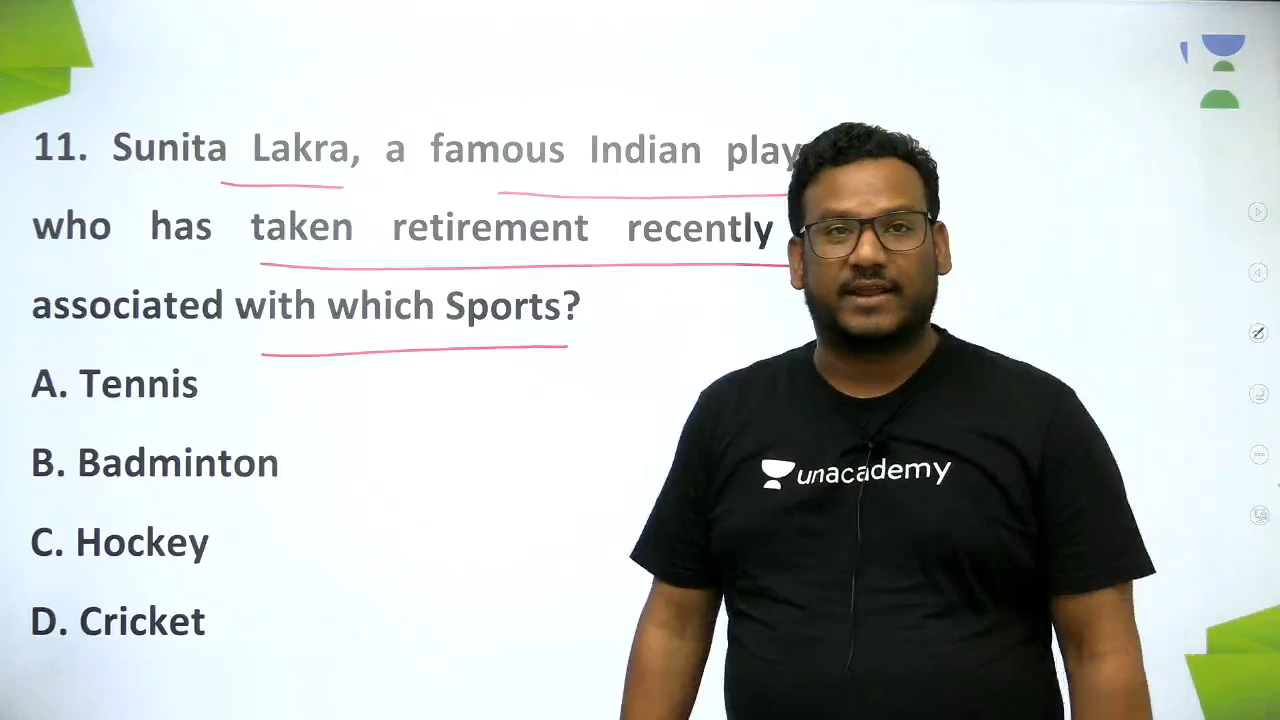 11. Sunita Lakra, a famous Indian play
who has taken retirement recently
associated with which Sports?
A. Tennis
B. Badminton
C. Hockey
D. Cricket
unacademy